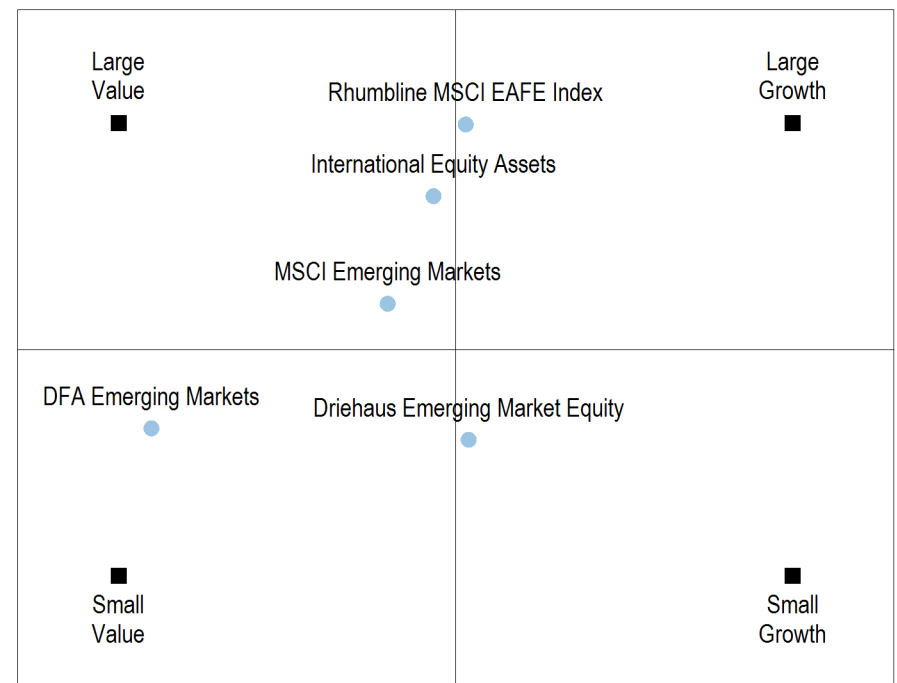 Large
Value
Large
Growth
Rhumbline MSCI EAFE Index
International Equity Assets
MSCI Emerging Markets
DFA Emerging Markets
Driehaus Emerging Market Equity
Small
Value
Small
Growth